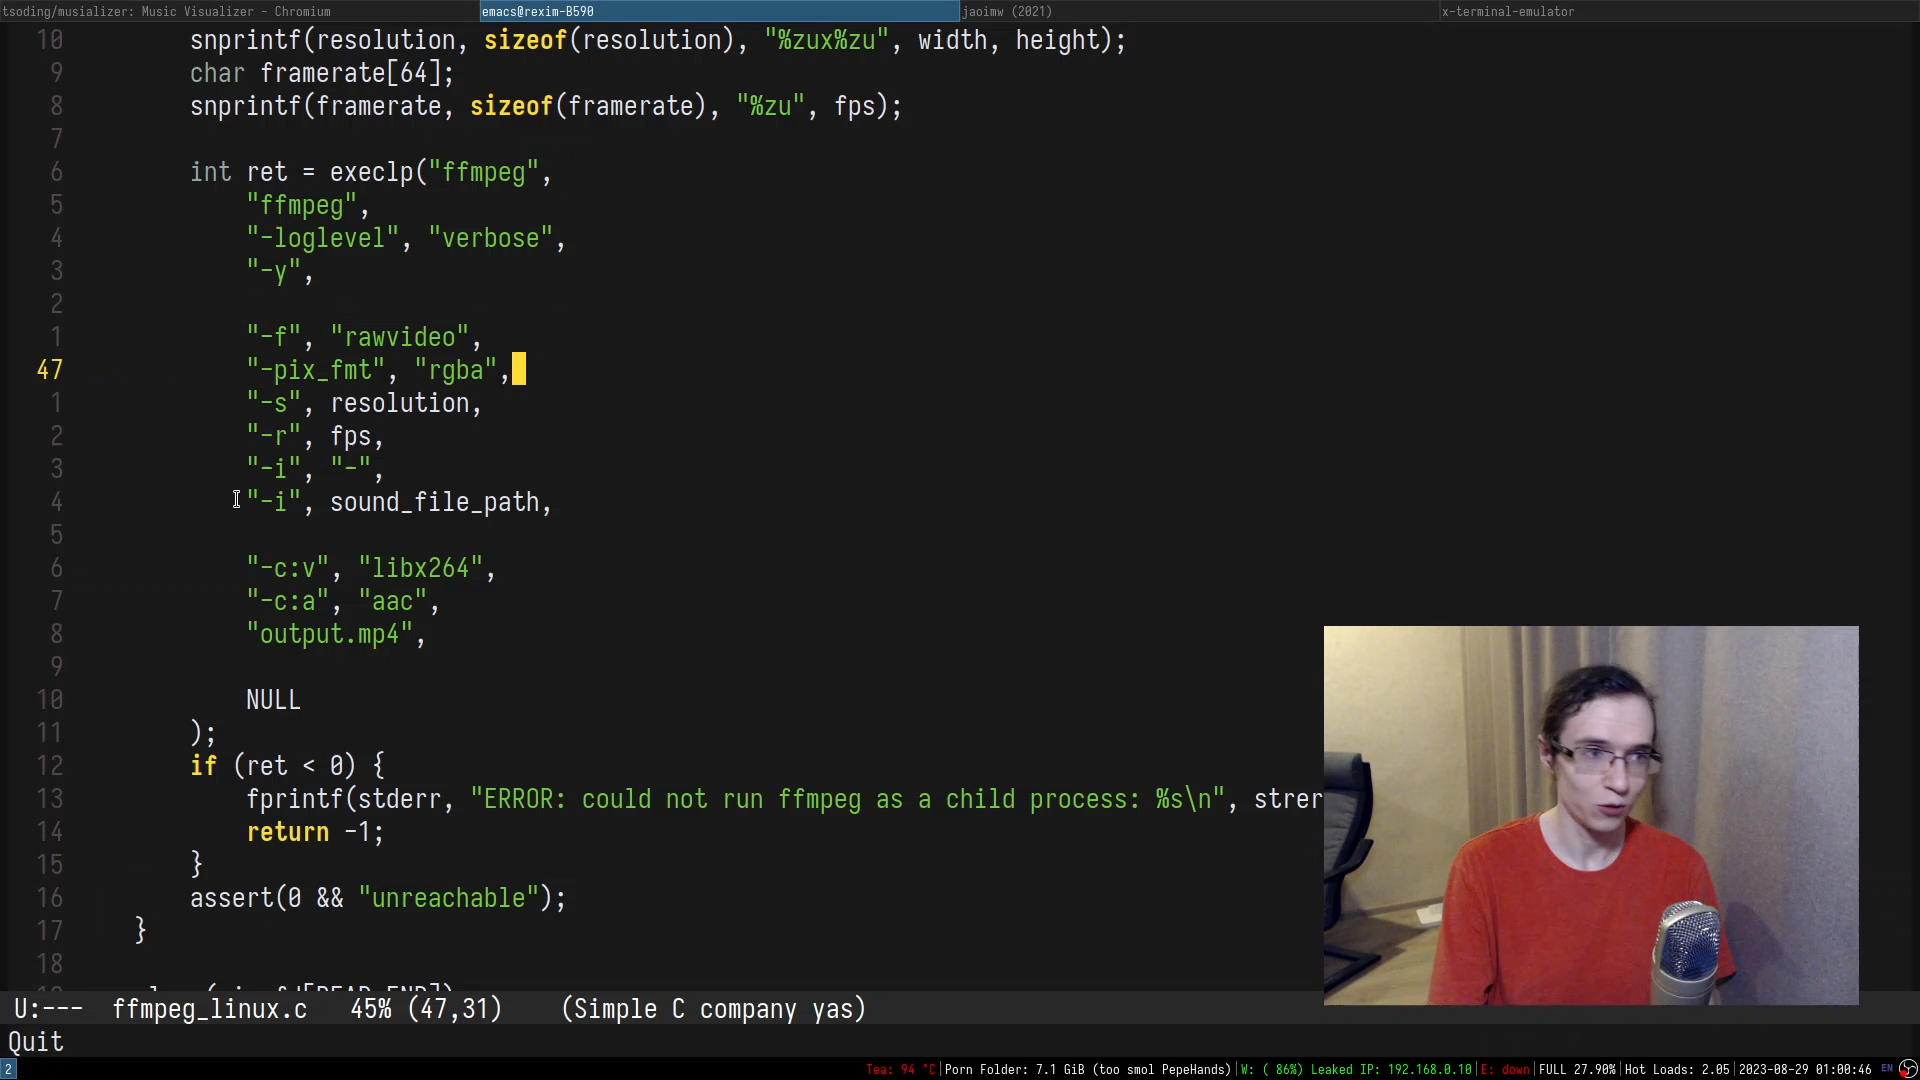 tsoding/musializer: Music Visualizer - Chromium
emacs@rexim-B590
jaoimw (2021)
x-terminal-emulator
10 snprintf(resolution, sizeof(resolution), "%zux%zu", width, height);
9 char framerate[64];
8 snprintf(framerate, sizeof(framerate), "%zu", fps);
7
6 int ret = execlp("ffmpeg",
5 "ffmpeg",
4 "-loglevel", "verbose",
3 "-y",
2
1 "-f", "rawvideo",
47 "-pix_fmt", "rgba",
1 "-s", resolution,
2 "-r", fps,
3 "-i", "-",
4 "-i", sound_file_path,
5
6 "-c:v", "libx264",
7 "-c:a", "aac",
8 "output.mp4",
9
10 NULL
11 );
12 if (ret < 0) {
13 fprintf(stderr, "ERROR: could not run ffmpeg as a child process: %s\n", strer
14 return -1;
15 }
16 assert(0 && "unreachable");
17 }
18
U:--- ffmpeg_linux.c 45% (47,31) (Simple C company yas)
Quit
2 Tea: 94 °C|Porn Folder: 7.1 GiB (too smol PepeHands)|W: ( 86%) Leaked IP: 192.168.0.10|E: down|FULL 27.90%|Hot Loads: 2.05|2023-08-29 01:00:46 EN